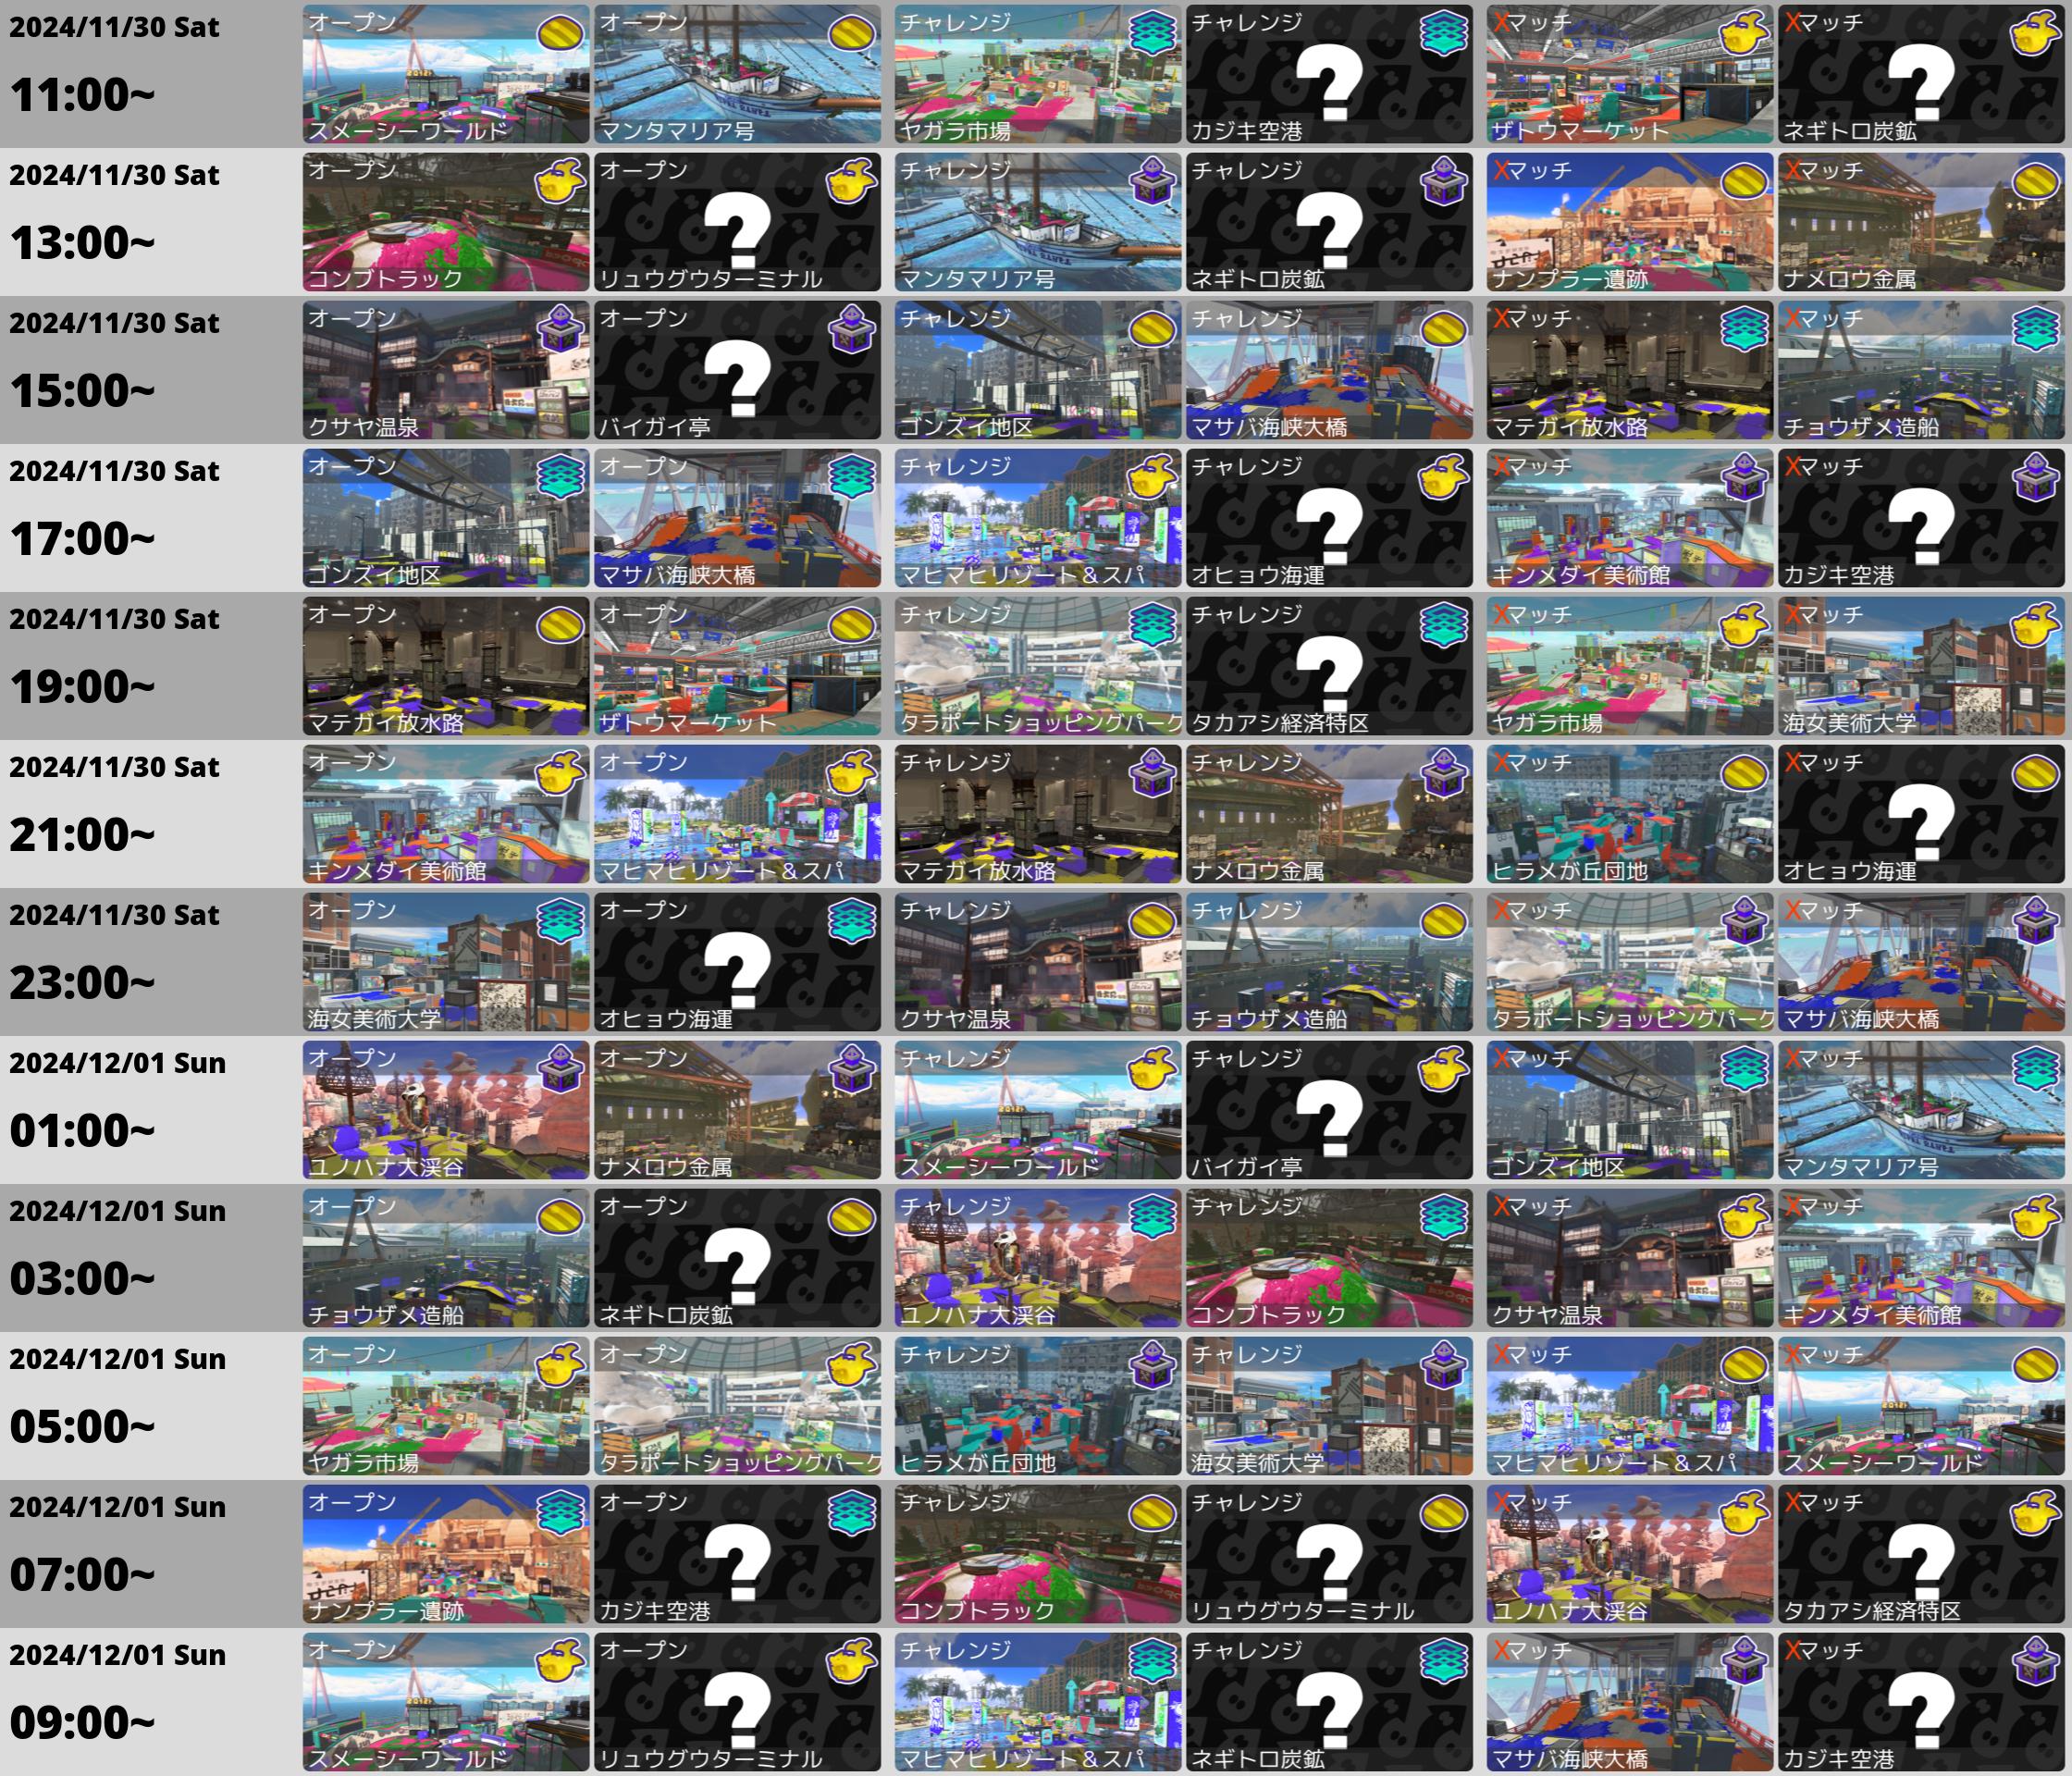 2024/11/30 Sat
11:00~
オープン オープン チャレンジ チャレンジ Xマッチ Xマッチ
スメーシーワールド マンタマリア号 ヤガラ市場 カジキ空港 ザトウマーケット ネギトロ炭鉱
2024/11/30 Sat
13:00~
オープン オープン チャレンジ チャレンジ Xマッチ Xマッチ
コンブトラック リュウグウターミナル マンタマリア号 ネギトロ炭鉱 ナンプラー遺跡 ナメロウ金属
2024/11/30 Sat
15:00~
オープン オープン チャレンジ チャレンジ Xマッチ Xマッチ
クサヤ温泉 バイガイ亭 ゴンズイ地区 マサバ海峡大橋 マテガイ放水路 チョウザメ造船
2024/11/30 Sat
17:00~
オープン オープン チャレンジ チャレンジ Xマッチ Xマッチ
ゴンズイ地区 マサバ海峡大橋 マヒマヒリゾート＆スパ オヒョウ海運 キンメダイ美術館 カジキ空港
2024/11/30 Sat
19:00~
オープン オープン チャレンジ チャレンジ Xマッチ Xマッチ
マテガイ放水路 ザトウマーケット タラポートショッピングパーク タカアシ経済特区 ヤガラ市場 海女美術大学
2024/11/30 Sat
21:00~
オープン オープン チャレンジ チャレンジ Xマッチ Xマッチ
キンメダイ美術館 マヒマヒリゾート＆スパ マテガイ放水路 ナメロウ金属 ヒラメが丘団地 オヒョウ海運
2024/11/30 Sat
23:00~
オープン オープン チャレンジ チャレンジ Xマッチ Xマッチ
海女美術大学 オヒョウ海運 クサヤ温泉 チョウザメ造船 タラポートショッピングパーク マサバ海峡大橋
2024/12/01 Sun
01:00~
オープン オープン チャレンジ チャレンジ Xマッチ Xマッチ
ユノハナ大渓谷 ナメロウ金属 スメーシーワールド バイガイ亭 ゴンズイ地区 マンタマリア号
2024/12/01 Sun
03:00~
オープン オープン チャレンジ チャレンジ Xマッチ Xマッチ
チョウザメ造船 ネギトロ炭鉱 ユノハナ大渓谷 コンブトラック クサヤ温泉 キンメダイ美術館
2024/12/01 Sun
05:00~
オープン オープン チャレンジ チャレンジ Xマッチ Xマッチ
ヤガラ市場 タラポートショッピングパーク ヒラメが丘団地 海女美術大学 マヒマヒリゾート＆スパ スメーシーワールド
2024/12/01 Sun
07:00~
オープン オープン チャレンジ チャレンジ Xマッチ Xマッチ
ナンプラー遺跡 カジキ空港 コンブトラック リュウグウターミナル ユノハナ大渓谷 タカアシ経済特区
2024/12/01 Sun
09:00~
オープン オープン チャレンジ チャレンジ Xマッチ Xマッチ
スメーシーワールド リュウグウターミナル マヒマヒリゾート＆スパ ネギトロ炭鉱 マサバ海峡大橋 カジキ空港